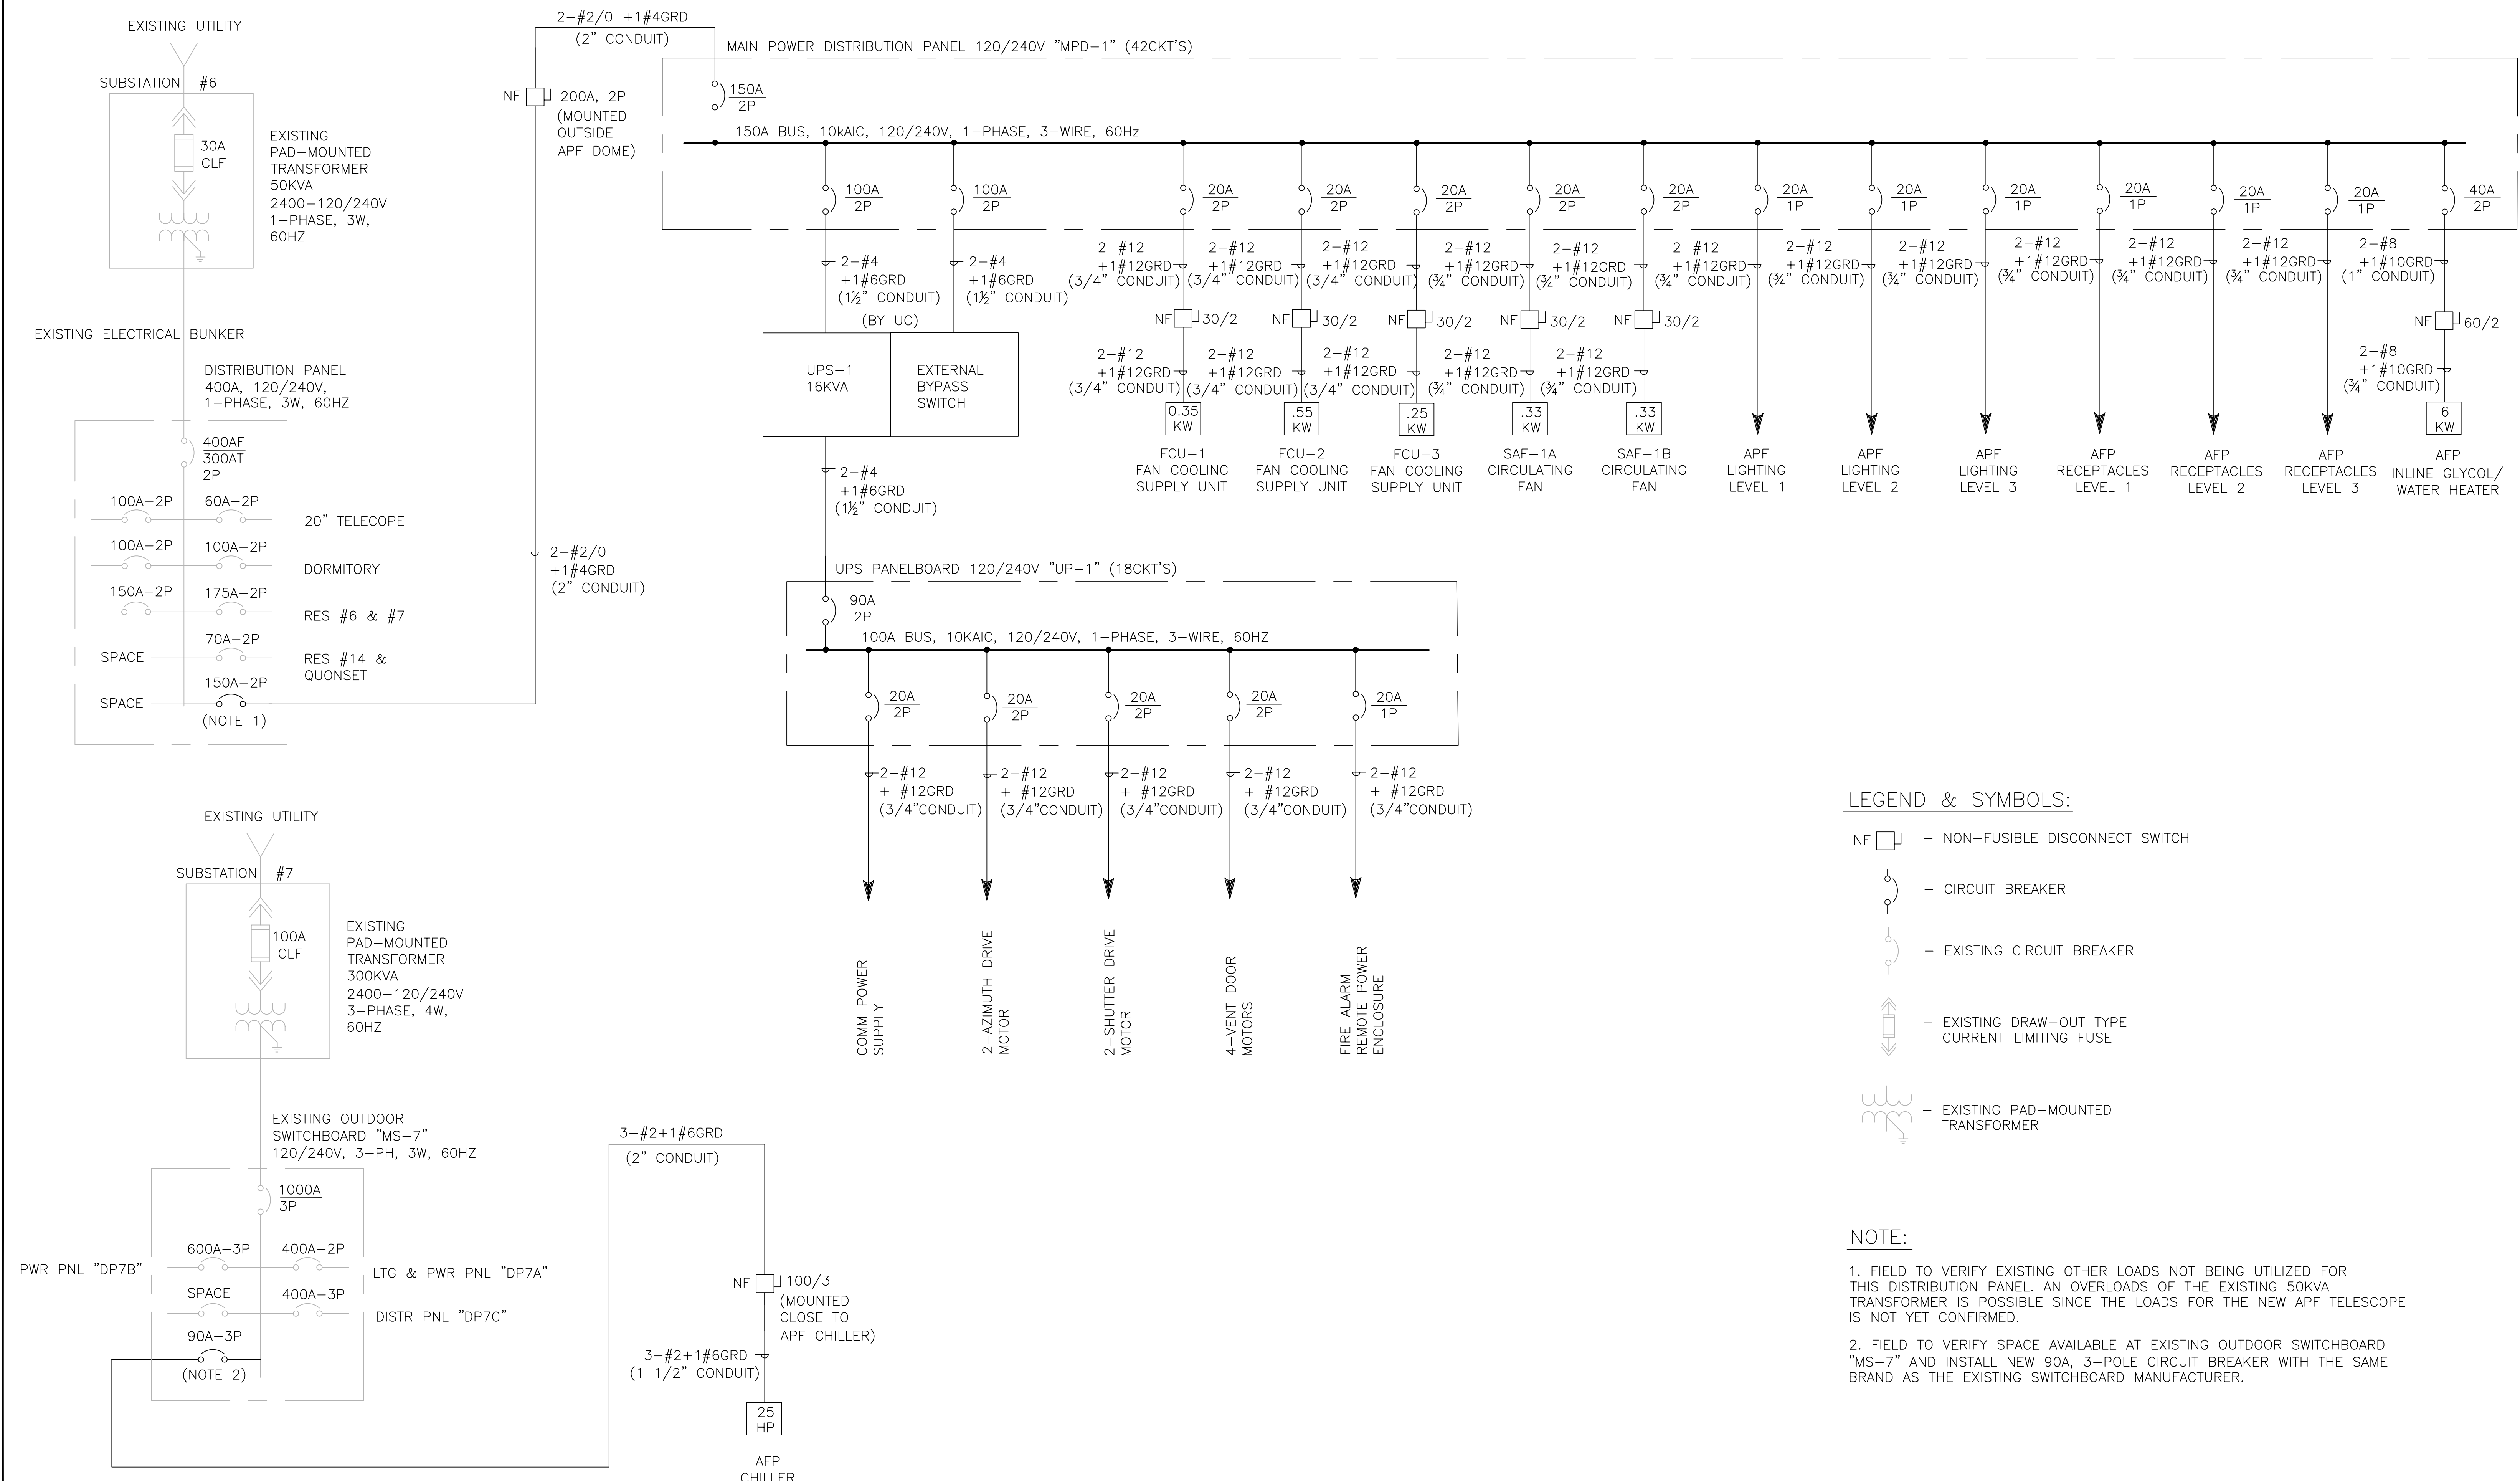 EXISTING UTILITY
SUBSTATION #6
30A
CLF
EXISTING
PAD-MOUNTED
TRANSFORMER
50KVA
2400-120/240V
1-PHASE, 3W,
60HZ
EXISTING ELECTRICAL BUNKER
DISTRIBUTION PANEL
400A, 120/240V,
1-PHASE, 3W, 60HZ
400AF
300AT
2P
100A-2P 60A-2P
20" TELECOPE
100A-2P 100A-2P
DORMITORY
150A-2P 175A-2P
RES #6 & #7
70A-2P
SPACE
RES #14 &
QUONSET
150A-2P
SPACE
(NOTE 1)
2-#2/0 +1#4GRD
(2" CONDUIT)
NF
200A, 2P
(MOUNTED
OUTSIDE
APF DOME)
2-#2/0
+1#4GRD
(2" CONDUIT)
MAIN POWER DISTRIBUTION PANEL 120/240V "MPD-1" (42CKT'S)
150A
2P
150A BUS, 10kAIC, 120/240V, 1-PHASE, 3-WIRE, 60Hz
100A
2P
100A
2P
20A
2P
20A
2P
20A
2P
20A
2P
20A
2P
20A
1P
20A
1P
20A
1P
20A
1P
20A
1P
20A
1P
40A
2P
2-#4
+1#6GRD
(1½" CONDUIT)
2-#4
+1#6GRD
(1½" CONDUIT)
2-#12
+1#12GRD
(3/4" CONDUIT)
2-#12
+1#12GRD
(3/4" CONDUIT)
2-#12
+1#12GRD
(3/4" CONDUIT)
2-#12
+1#12GRD
(¾" CONDUIT)
2-#12
+1#12GRD
(¾" CONDUIT)
2-#12
+1#12GRD
(¾" CONDUIT)
2-#12
+1#12GRD
(¾" CONDUIT)
2-#12
+1#12GRD
(¾" CONDUIT)
2-#12
+1#12GRD
(¾" CONDUIT)
2-#12
+1#12GRD
(¾" CONDUIT)
2-#12
+1#12GRD
(¾" CONDUIT)
2-#8
+1#10GRD
(1" CONDUIT)
(BY UC)
UPS-1
16KVA
EXTERNAL
BYPASS
SWITCH
NF 30/2
NF 30/2
NF 30/2
NF 30/2
NF 30/2
NF 60/2
2-#12
+1#12GRD
(3/4" CONDUIT)
2-#12
+1#12GRD
(3/4" CONDUIT)
2-#12
+1#12GRD
(3/4" CONDUIT)
2-#12
+1#12GRD
(¾" CONDUIT)
2-#12
+1#12GRD
(¾" CONDUIT)
2-#8
+1#10GRD
(¾" CONDUIT)
0.35
KW
.55
KW
.25
KW
.33
KW
.33
KW
6
KW
FCU-1
FAN COOLING
SUPPLY UNIT
FCU-2
FAN COOLING
SUPPLY UNIT
FCU-3
FAN COOLING
SUPPLY UNIT
SAF-1A
CIRCULATING
FAN
SAF-1B
CIRCULATING
FAN
APF
LIGHTING
LEVEL 1
APF
LIGHTING
LEVEL 2
APF
LIGHTING
LEVEL 3
AFP
RECEPTACLES
LEVEL 1
AFP
RECEPTACLES
LEVEL 2
AFP
RECEPTACLES
LEVEL 3
AFP
INLINE GLYCOL/
WATER HEATER
2-#4
+1#6GRD
(1½" CONDUIT)
UPS PANELBOARD 120/240V "UP-1" (18CKT'S)
90A
2P
100A BUS, 10KAIC, 120/240V, 1-PHASE, 3-WIRE, 60HZ
20A
2P
20A
2P
20A
2P
20A
2P
20A
1P
2-#12
+ #12GRD
(3/4"CONDUIT)
2-#12
+ #12GRD
(3/4"CONDUIT)
2-#12
+ #12GRD
(3/4"CONDUIT)
2-#12
+ #12GRD
(3/4"CONDUIT)
2-#12
+ #12GRD
(3/4"CONDUIT)
COMM POWER
SUPPLY
2-AZIMUTH DRIVE
MOTOR
2-SHUTTER DRIVE
MOTOR
4-VENT DOOR
MOTORS
FIRE ALARM
REMOTE POWER
ENCLOSURE
EXISTING UTILITY
SUBSTATION #7
100A
CLF
EXISTING
PAD-MOUNTED
TRANSFORMER
300KVA
2400-120/240V
3-PHASE, 4W,
60HZ
EXISTING OUTDOOR
SWITCHBOARD "MS-7"
120/240V, 3-PH, 3W, 60HZ
1000A
3P
600A-3P 400A-2P
PWR PNL "DP7B"
LTG & PWR PNL "DP7A"
SPACE 400A-3P
DISTR PNL "DP7C"
90A-3P
(NOTE 2)
3-#2+1#6GRD
(2" CONDUIT)
NF 100/3
(MOUNTED
CLOSE TO
APF CHILLER)
3-#2+1#6GRD
(1 1/2" CONDUIT)
25
HP
AFP
CHILLER
LEGEND & SYMBOLS:
NF - NON-FUSIBLE DISCONNECT SWITCH
- CIRCUIT BREAKER
- EXISTING CIRCUIT BREAKER
- EXISTING DRAW-OUT TYPE
CURRENT LIMITING FUSE
- EXISTING PAD-MOUNTED
TRANSFORMER
NOTE:
1. FIELD TO VERIFY EXISTING OTHER LOADS NOT BEING UTILIZED FOR
THIS DISTRIBUTION PANEL. AN OVERLOADS OF THE EXISTING 50KVA
TRANSFORMER IS POSSIBLE SINCE THE LOADS FOR THE NEW APF TELESCOPE
IS NOT YET CONFIRMED.
2. FIELD TO VERIFY SPACE AVAILABLE AT EXISTING OUTDOOR SWITCHBOARD
"MS-7" AND INSTALL NEW 90A, 3-POLE CIRCUIT BREAKER WITH THE SAME
BRAND AS THE EXISTING SWITCHBOARD MANUFACTURER.